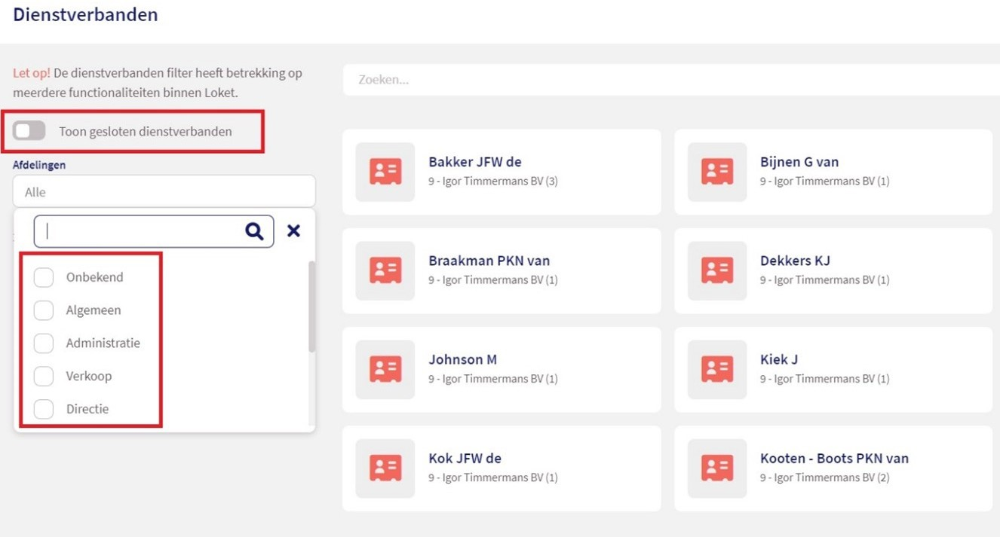 Dienstverbanden
Let op! De dienstverbanden filter heeft betrekking op
meerdere functionaliteiten binnen Loket.
Toon gesloten dienstverbanden
Afdelingen
Alle
Onbekend
Algemeen
Administratie
Verkoop
Directie
Zoeken...
Bakker JFW de
9 - Igor Timmermans BV (3)
Bijnen G van
9 - Igor Timmermans BV (1)
Braakman PKN van
9 - Igor Timmermans BV (1)
Dekkers KJ
9 - Igor Timmermans BV (1)
Johnson M
9 - Igor Timmermans BV (1)
Kiek J
9 - Igor Timmermans BV (1)
Kok JFW de
9 - Igor Timmermans BV (1)
Kooten - Boots PKN van
9 - Igor Timmermans BV (2)